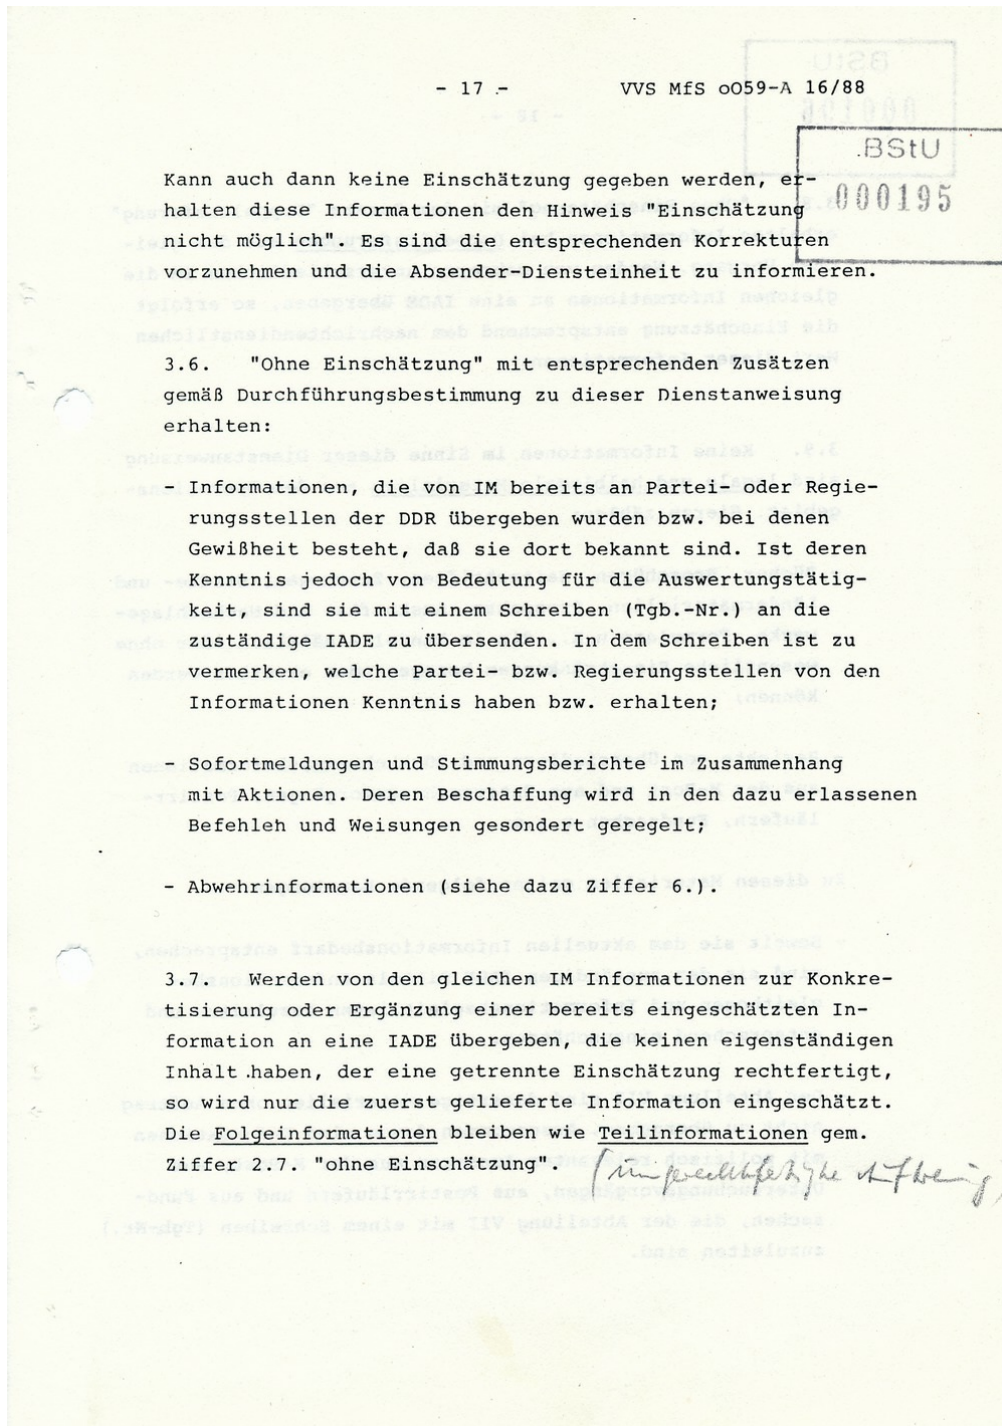 - 17 -
VVS MfS oO59-A 16/88
BStU
000195
Kann auch dann keine Einschätzung gegeben werden, er-
halten diese Informationen den Hinweis "Einschätzung
nicht möglich". Es sind die entsprechenden Korrekturen
vorzunehmen und die Absender-Diensteinheit zu informieren.
3.6. "Ohne Einschätzung" mit entsprechenden Zusätzen
gemäß Durchführungsbestimmung zu dieser Dienstanweisung
erhalten:
- Informationen, die von IM bereits an Partei- oder Regie-
rungsstellen der DDR übergeben wurden bzw. bei denen
Gewißheit besteht, daß sie dort bekannt sind. Ist deren
Kenntnis jedoch von Bedeutung für die Auswertungstätig-
keit, sind sie mit einem Schreiben (Tgb.-Nr.) an die
zuständige IADE zu übersenden. In dem Schreiben ist zu
vermerken, welche Partei- bzw. Regierungsstellen von den
Informationen Kenntnis haben bzw. erhalten;
- Sofortmeldungen und Stimmungsberichte im Zusammenhang
mit Aktionen. Deren Beschaffung wird in den dazu erlassenen
Befehleh und Weisungen gesondert geregelt;
- Abwehrinformationen (siehe dazu Ziffer 6.).
3.7. Werden von den gleichen IM Informationen zur Konkre-
tisierung oder Ergänzung einer bereits eingeschätzten In-
formation an eine IADE übergeben, die keinen eigenständigen
Inhalt haben, der eine getrennte Einschätzung rechtfertigt,
so wird nur die zuerst gelieferte Information eingeschätzt.
Die Folgeinformationen bleiben wie Teilinformationen gem.
Ziffer 2.7. "ohne Einschätzung".